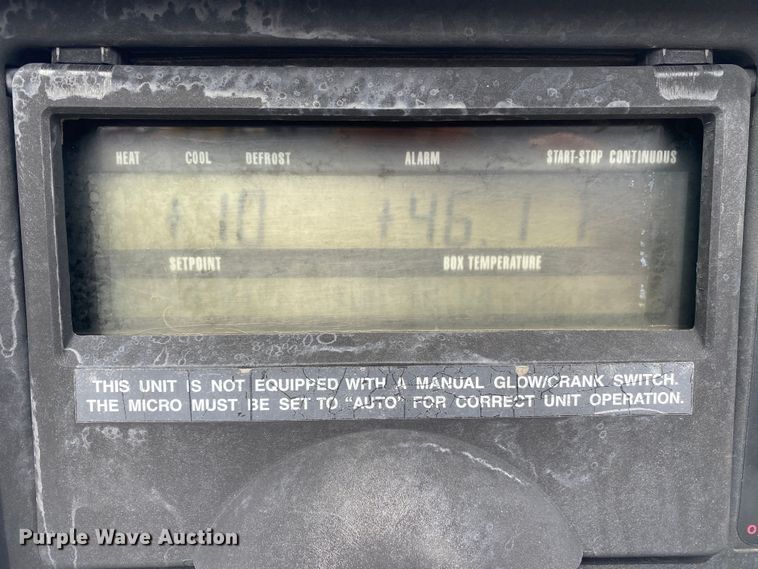 HEAT COOL DEFROST ALARM START-STOP CONTINUOUS
+10 +46.1
SETPOINT BOX TEMPERATURE
THIS UNIT IS NOT EQUIPPED WITH A MANUAL GLOW/CRANK SWITCH.
THE MICRO MUST BE SET TO "AUTO" FOR CORRECT UNIT OPERATION.
Purple Wave Auction